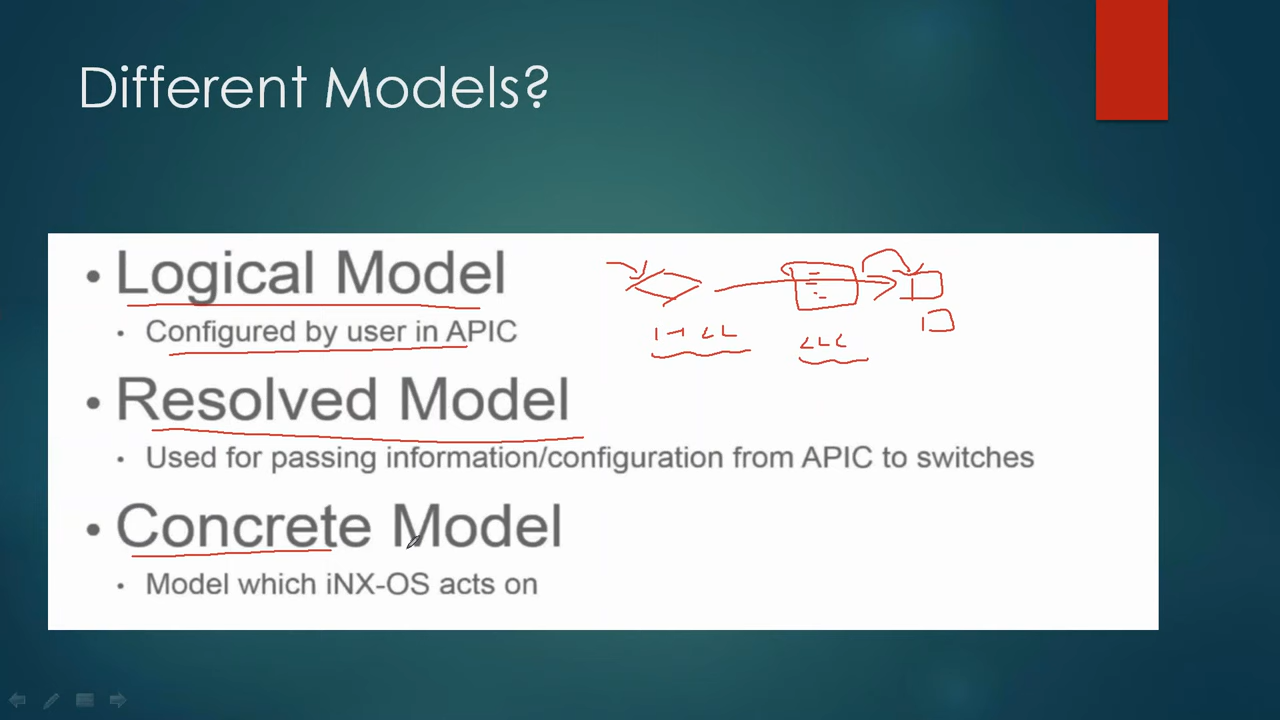 Different Models?
• Logical Model
• Configured by user in APIC
• Resolved Model
• Used for passing information/configuration from APIC to switches
• Concrete Model
• Model which iNX-OS acts on